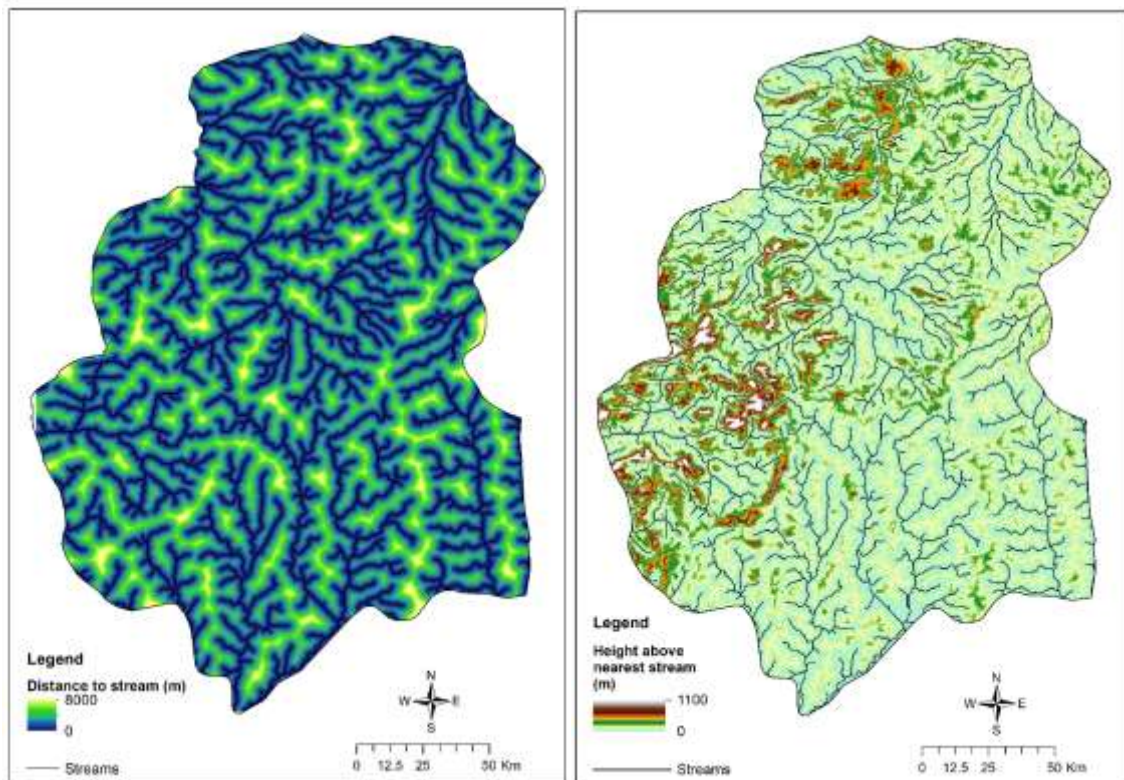 Legend
Distance to stream (m)
8000
0
Streams
N
W E
S
0 12.5 25 50 Km
Legend
Height above
nearest stream
(m)
1100
0
Streams
N
W E
S
0 12.5 25 50 Km